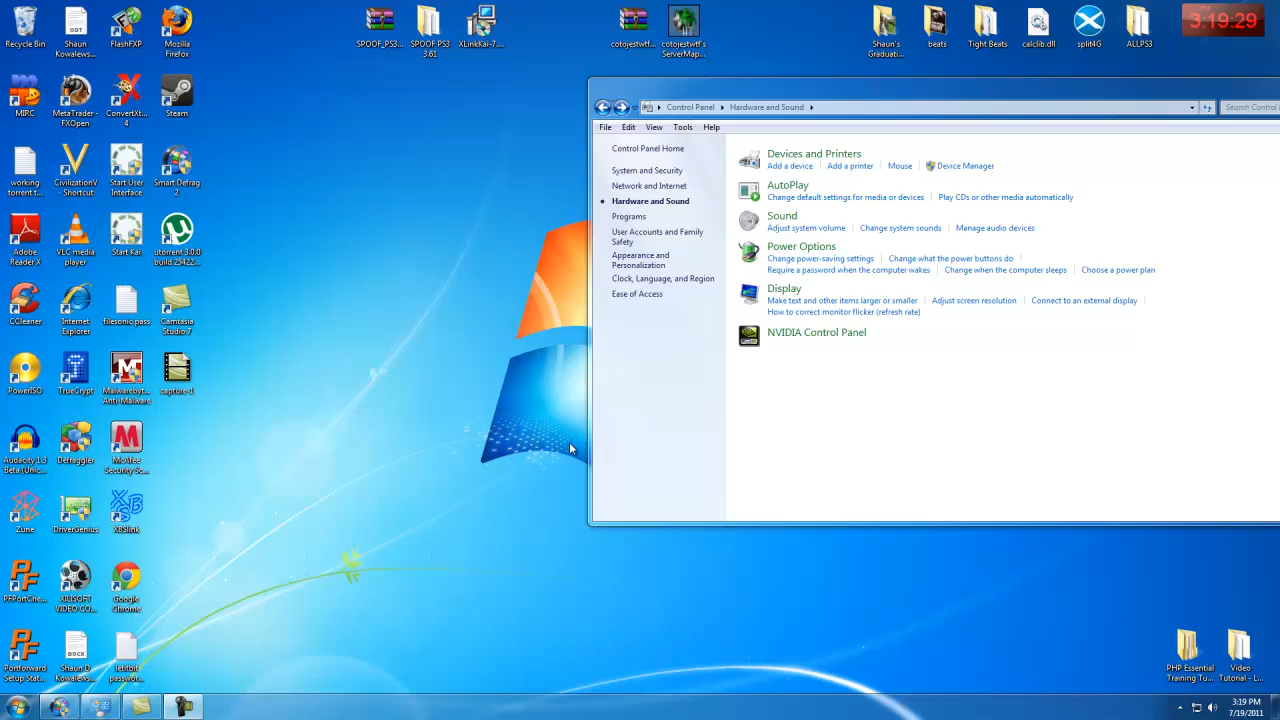 Recycle Bin
Shaun
Kowalews...
FlashFXP
Mozilla
Firefox
SPOOF_PS3...
SPOOF PS3
3.61
XLinkKai-7....
cotojestwtf...
cotojestwtf's
ServerMap...
Shaun's
Graduati...
beats
Tight Beats
calclib.dll
split4G
ALLPS3
3:19:29
MIRC
MetaTrader -
FXOpen
ConvertXt...
4
Steam
working
torrent t...
CivilizationV
- Shortcut
Start User
Interface
Smart Defrag
2
Adobe
Reader X
VLC media
player
Start Kai
utorrent 3.0.0
build 25422...
CCleaner
Internet
Explorer
filesonic pass
Camtasia
Studio 7
PowerISO
TrueCrypt
Malwarebyt...
Anti-Malware
capture-1
Audacity 1.3
Beta (Unic...
Defraggler
McAfee
Security Sc...
Zune
DriverGenius
XBSlink
PFPortChe...
XILISOFT
VIDEO CO...
Google
Chrome
Portforward
Setup Stat...
Shaun D
Kowalews...
letitbit
passwor...
Control Panel
Hardware and Sound
Search Control
File
Edit
View
Tools
Help
Control Panel Home
System and Security
Network and Internet
Hardware and Sound
Programs
User Accounts and Family
Safety
Appearance and
Personalization
Clock, Language, and Region
Ease of Access
Devices and Printers
Add a device
Add a printer
Mouse
Device Manager
AutoPlay
Change default settings for media or devices
Play CDs or other media automatically
Sound
Adjust system volume
Change system sounds
Manage audio devices
Power Options
Change power-saving settings
Change what the power buttons do
Require a password when the computer wakes
Change when the computer sleeps
Choose a power plan
Display
Make text and other items larger or smaller
Adjust screen resolution
Connect to an external display
How to correct monitor flicker (refresh rate)
NVIDIA Control Panel
PHP Essential
Training Tu...
Video
Tutorial - L...
3:19 PM
7/19/2011